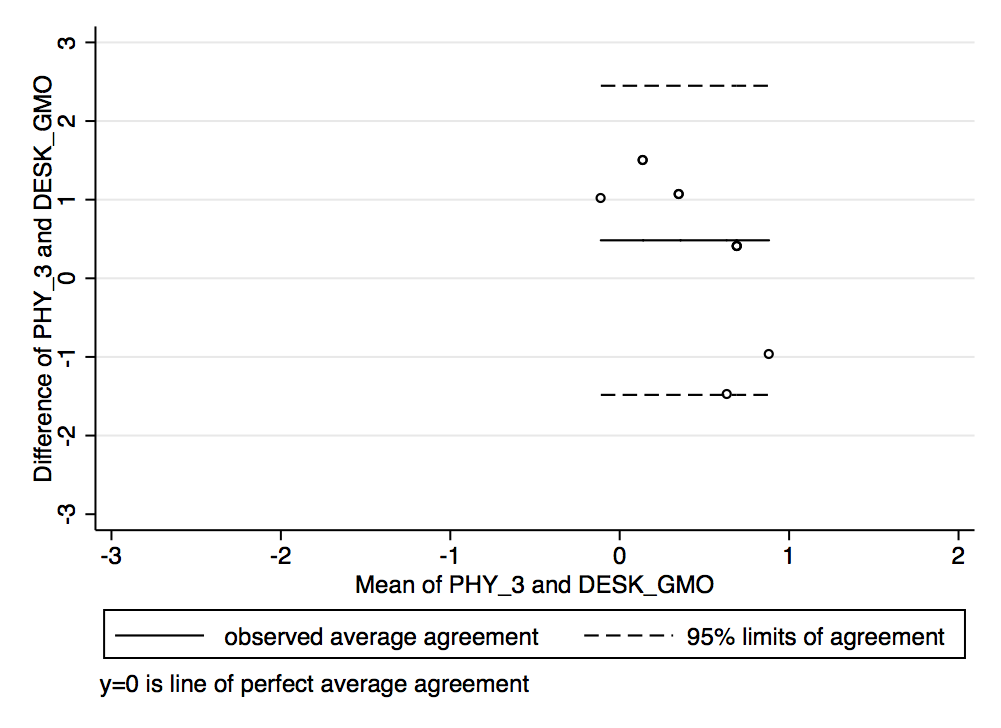 Difference of PHY_3 and DESK_GMO
3
2
1
0
-1
-2
-3
-3
-2
-1
0
1
2
Mean of PHY_3 and DESK_GMO
observed average agreement
95% limits of agreement
y=0 is line of perfect average agreement